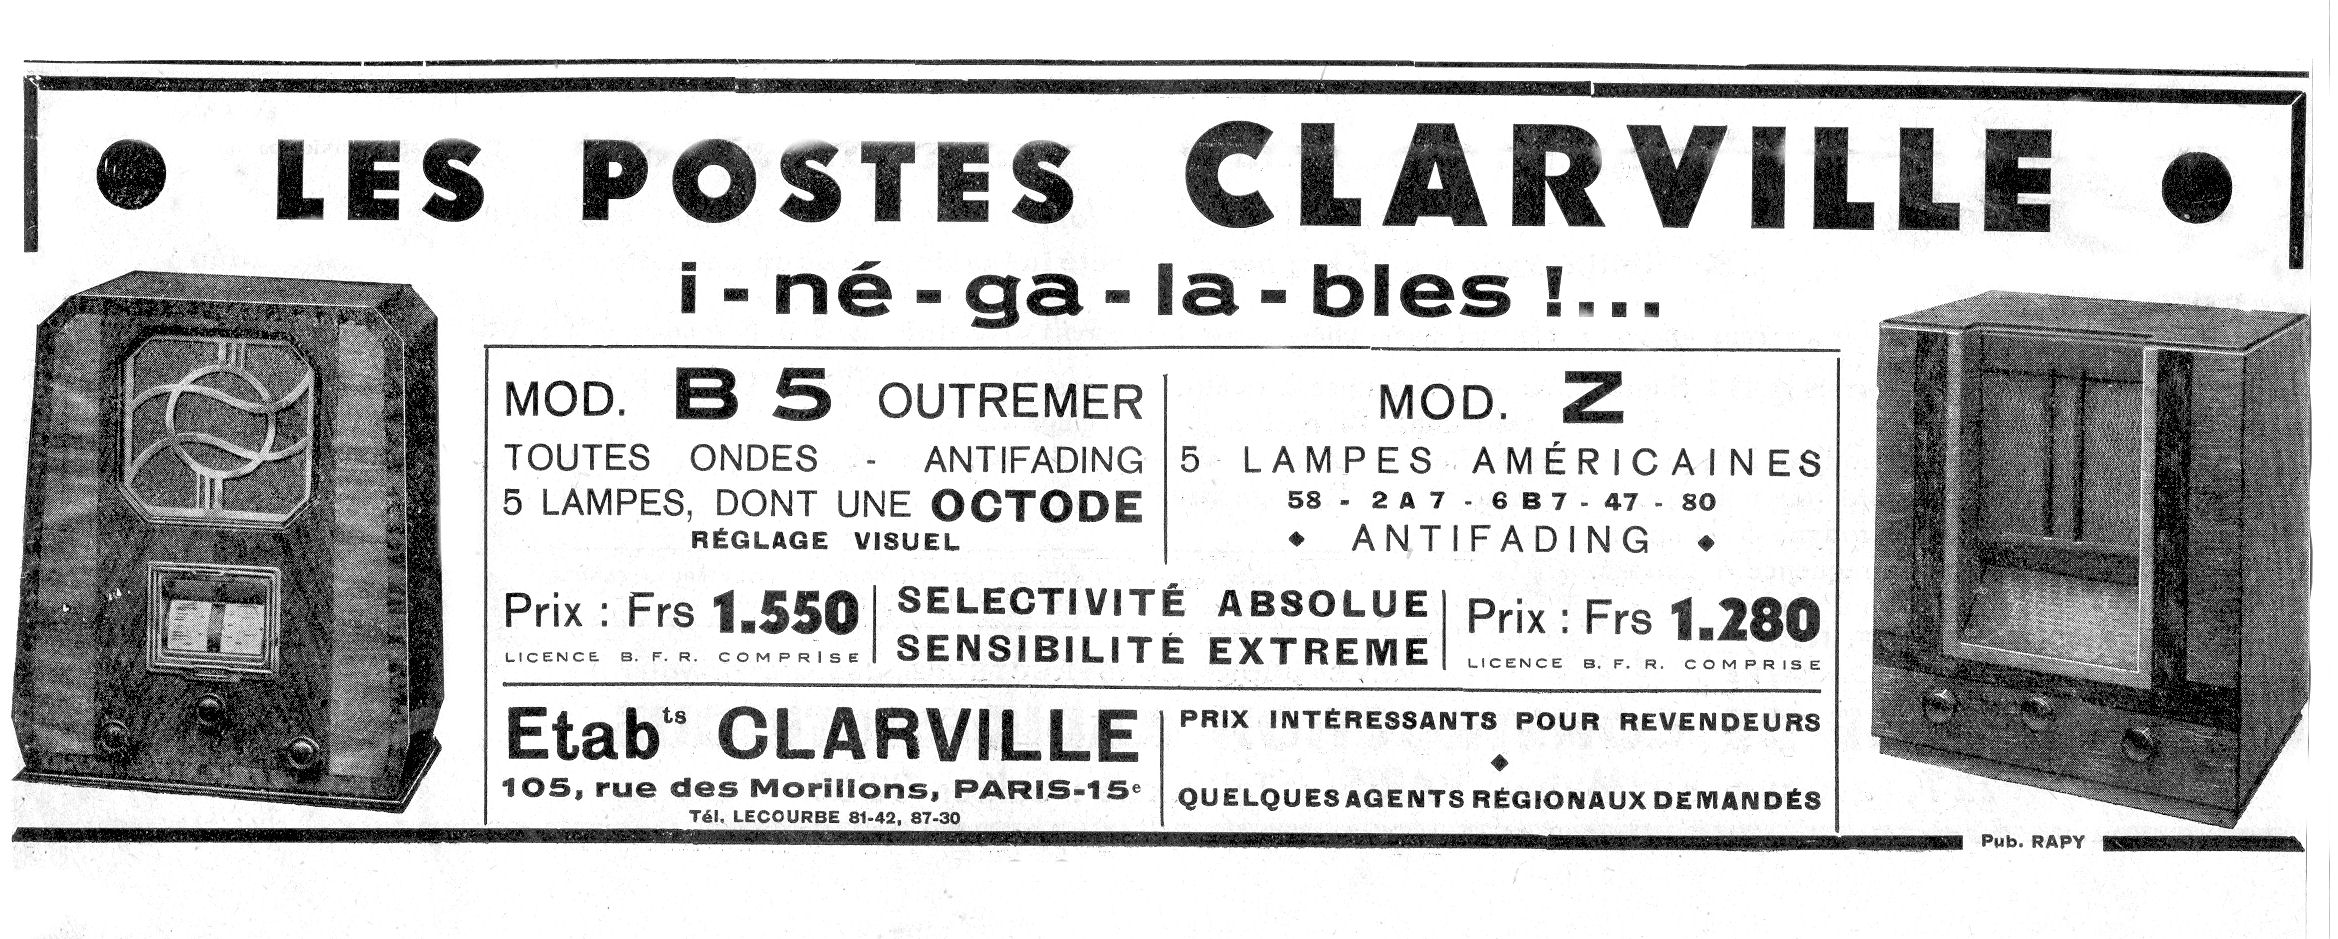 • LES POSTES CLARVILLE •
i-né-ga-la-bles !...
MOD. B 5 OUTREMER
TOUTES ONDES - ANTIFADING
5 LAMPES, DONT UNE OCTODE
RÉGLAGE VISUEL
MOD. Z
5 LAMPES AMÉRICAINES
58 - 2A7 - 6B7 - 47 - 80
◆ ANTIFADING ◆
Prix : Frs 1.550
LICENCE B. F. R. COMPRISE
SELECTIVITÉ ABSOLUE
SENSIBILITÉ EXTREME
Prix : Frs 1.280
LICENCE B. F. R. COMPRISE
Etabts CLARVILLE
105, rue des Morillons, PARIS-15e
Tél. LECOURBE 81-42, 87-30
PRIX INTÉRESSANTS POUR REVENDEURS
◆
QUELQUES AGENTS RÉGIONAUX DEMANDÉS
Pub. RAPY